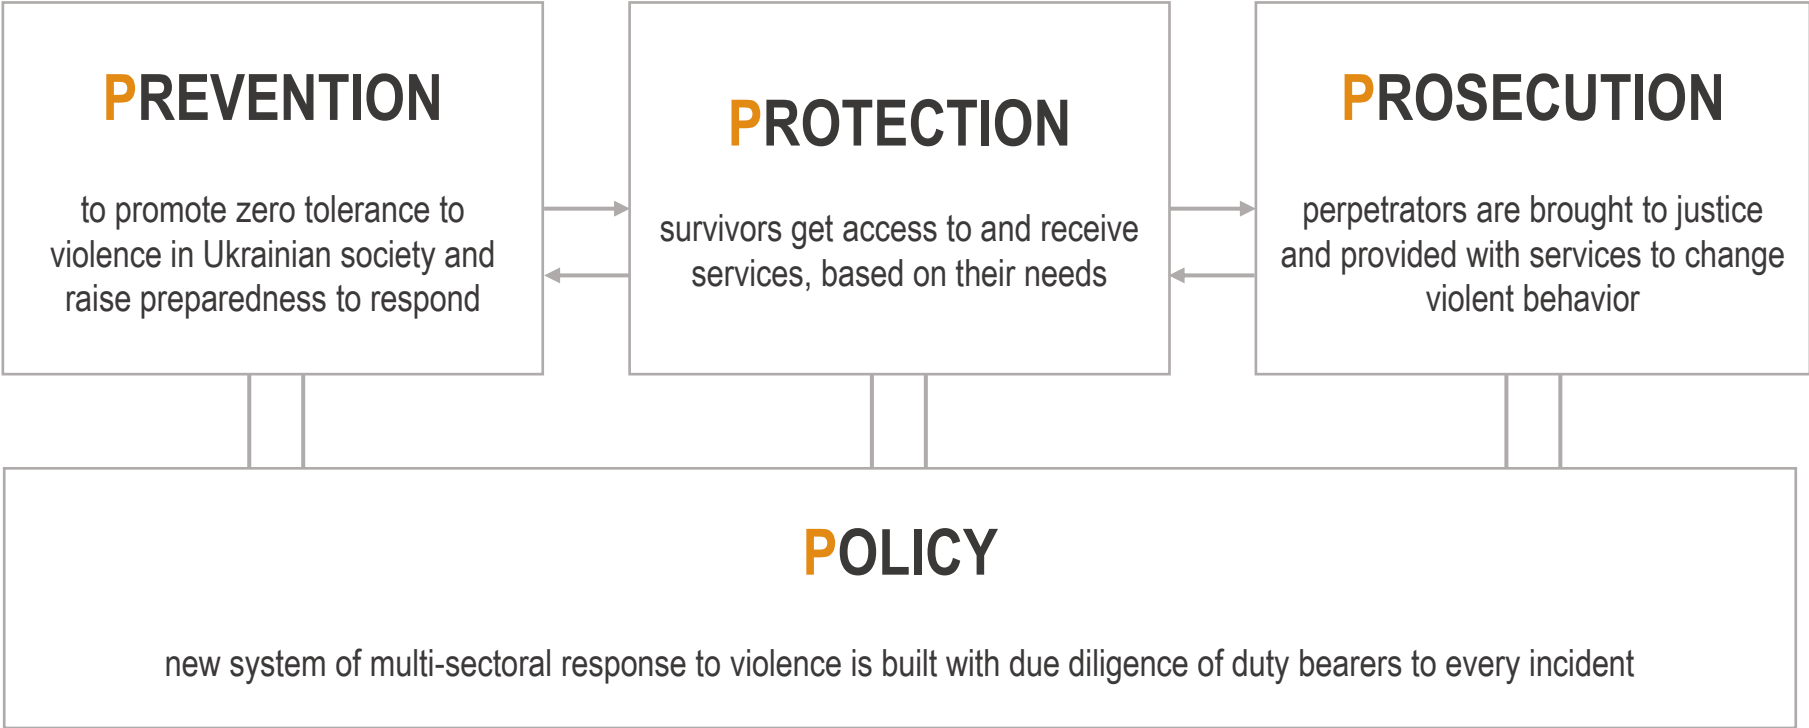 PREVENTION
to promote zero tolerance to
violence in Ukrainian society and
raise preparedness to respond
PROTECTION
survivors get access to and receive
services, based on their needs
PROSECUTION
perpetrators are brought to justice
and provided with services to change
violent behavior
POLICY
new system of multi-sectoral response to violence is built with due diligence of duty bearers to every incident